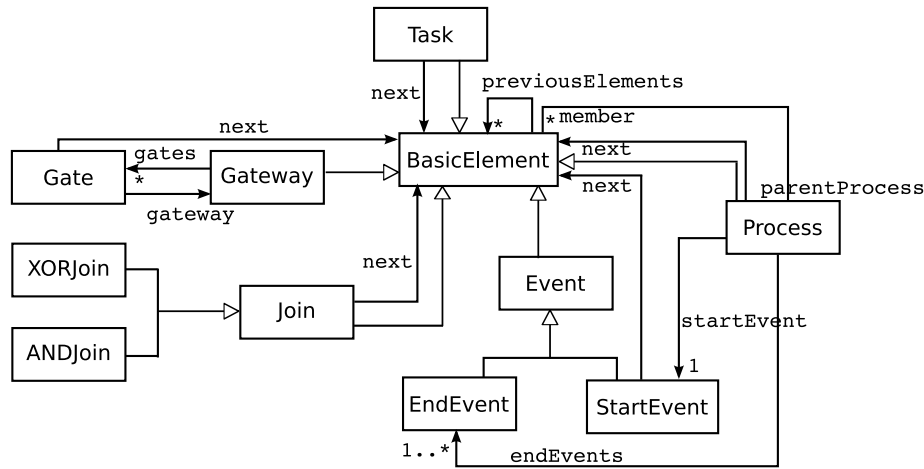 Task
next
previousElements
*
* member
next
gates
Gate
*
Gateway
BasicElement
next
next
gateway
parentProcess
Process
XORJoin
next
Join
Event
ANDJoin
startEvent
1
EndEvent
StartEvent
1..*
endEvents